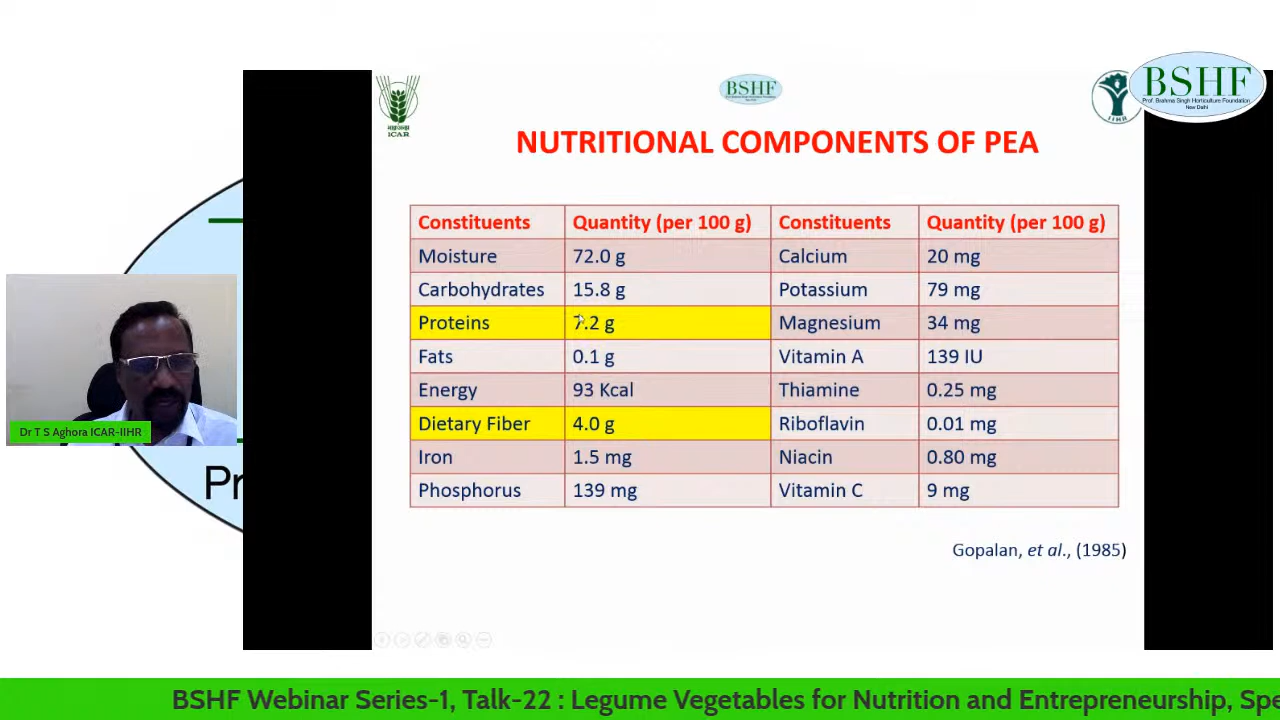 BSHF
Prof. Brahma Singh Horticulture Foundation
New Delhi
BSHF
भाकृअनुप
ICAR
IIHR
NUTRITIONAL COMPONENTS OF PEA
Constituents Quantity (per 100 g) Constituents Quantity (per 100 g)
Moisture 72.0 g Calcium 20 mg
Carbohydrates 15.8 g Potassium 79 mg
Proteins 7.2 g Magnesium 34 mg
Fats 0.1 g Vitamin A 139 IU
Energy 93 Kcal Thiamine 0.25 mg
Dietary Fiber 4.0 g Riboflavin 0.01 mg
Iron 1.5 mg Niacin 0.80 mg
Phosphorus 139 mg Vitamin C 9 mg
Gopalan, et al., (1985)
Dr T S Aghora ICAR-IIHR
Pr
BSHF Webinar Series-1, Talk-22 : Legume Vegetables for Nutrition and Entrepreneurship, Spe